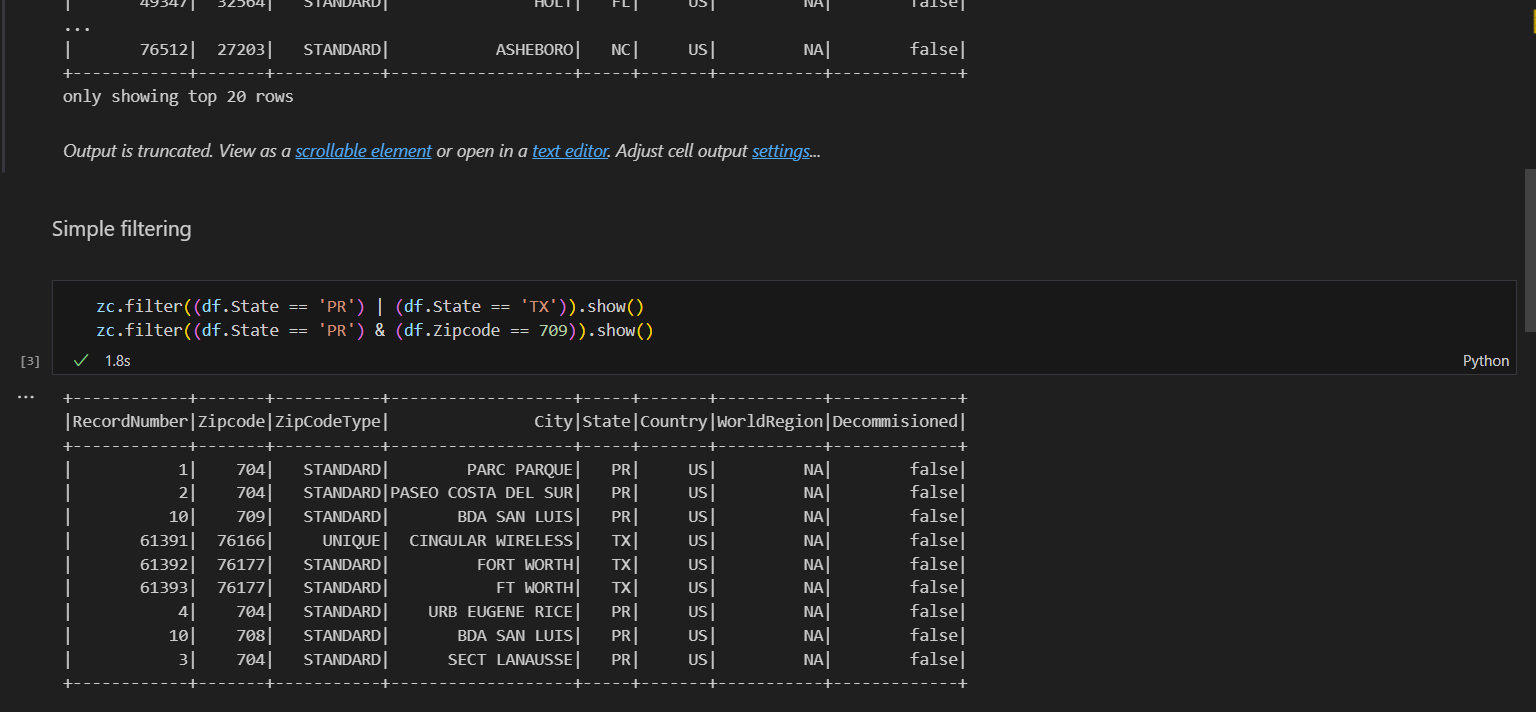 |       49347|  32564|   STANDARD|               HOLT|   FL|     US|         NA|        false|
...
|       76512|  27203|   STANDARD|           ASHEBORO|   NC|     US|         NA|        false|
+------------+-------+-----------+-------------------+-----+-------+-----------+-------------+
only showing top 20 rows
Output is truncated. View as a scrollable element or open in a text editor. Adjust cell output settings...
Simple filtering
zc.filter((df.State == 'PR') | (df.State == 'TX')).show()
zc.filter((df.State == 'PR') & (df.Zipcode == 709)).show()
[3] ✓ 1.8s Python
...
+------------+-------+-----------+-------------------+-----+-------+-----------+-------------+
|RecordNumber|Zipcode|ZipCodeType|               City|State|Country|WorldRegion|Decommisioned|
+------------+-------+-----------+-------------------+-----+-------+-----------+-------------+
|           1|    704|   STANDARD|        PARC PARQUE|   PR|     US|         NA|        false|
|           2|    704|   STANDARD|PASEO COSTA DEL SUR|   PR|     US|         NA|        false|
|          10|    709|   STANDARD|       BDA SAN LUIS|   PR|     US|         NA|        false|
|       61391|  76166|     UNIQUE|  CINGULAR WIRELESS|   TX|     US|         NA|        false|
|       61392|  76177|   STANDARD|         FORT WORTH|   TX|     US|         NA|        false|
|       61393|  76177|   STANDARD|           FT WORTH|   TX|     US|         NA|        false|
|           4|    704|   STANDARD|    URB EUGENE RICE|   PR|     US|         NA|        false|
|          10|    708|   STANDARD|       BDA SAN LUIS|   PR|     US|         NA|        false|
|           3|    704|   STANDARD|      SECT LANAUSSE|   PR|     US|         NA|        false|
+------------+-------+-----------+-------------------+-----+-------+-----------+-------------+